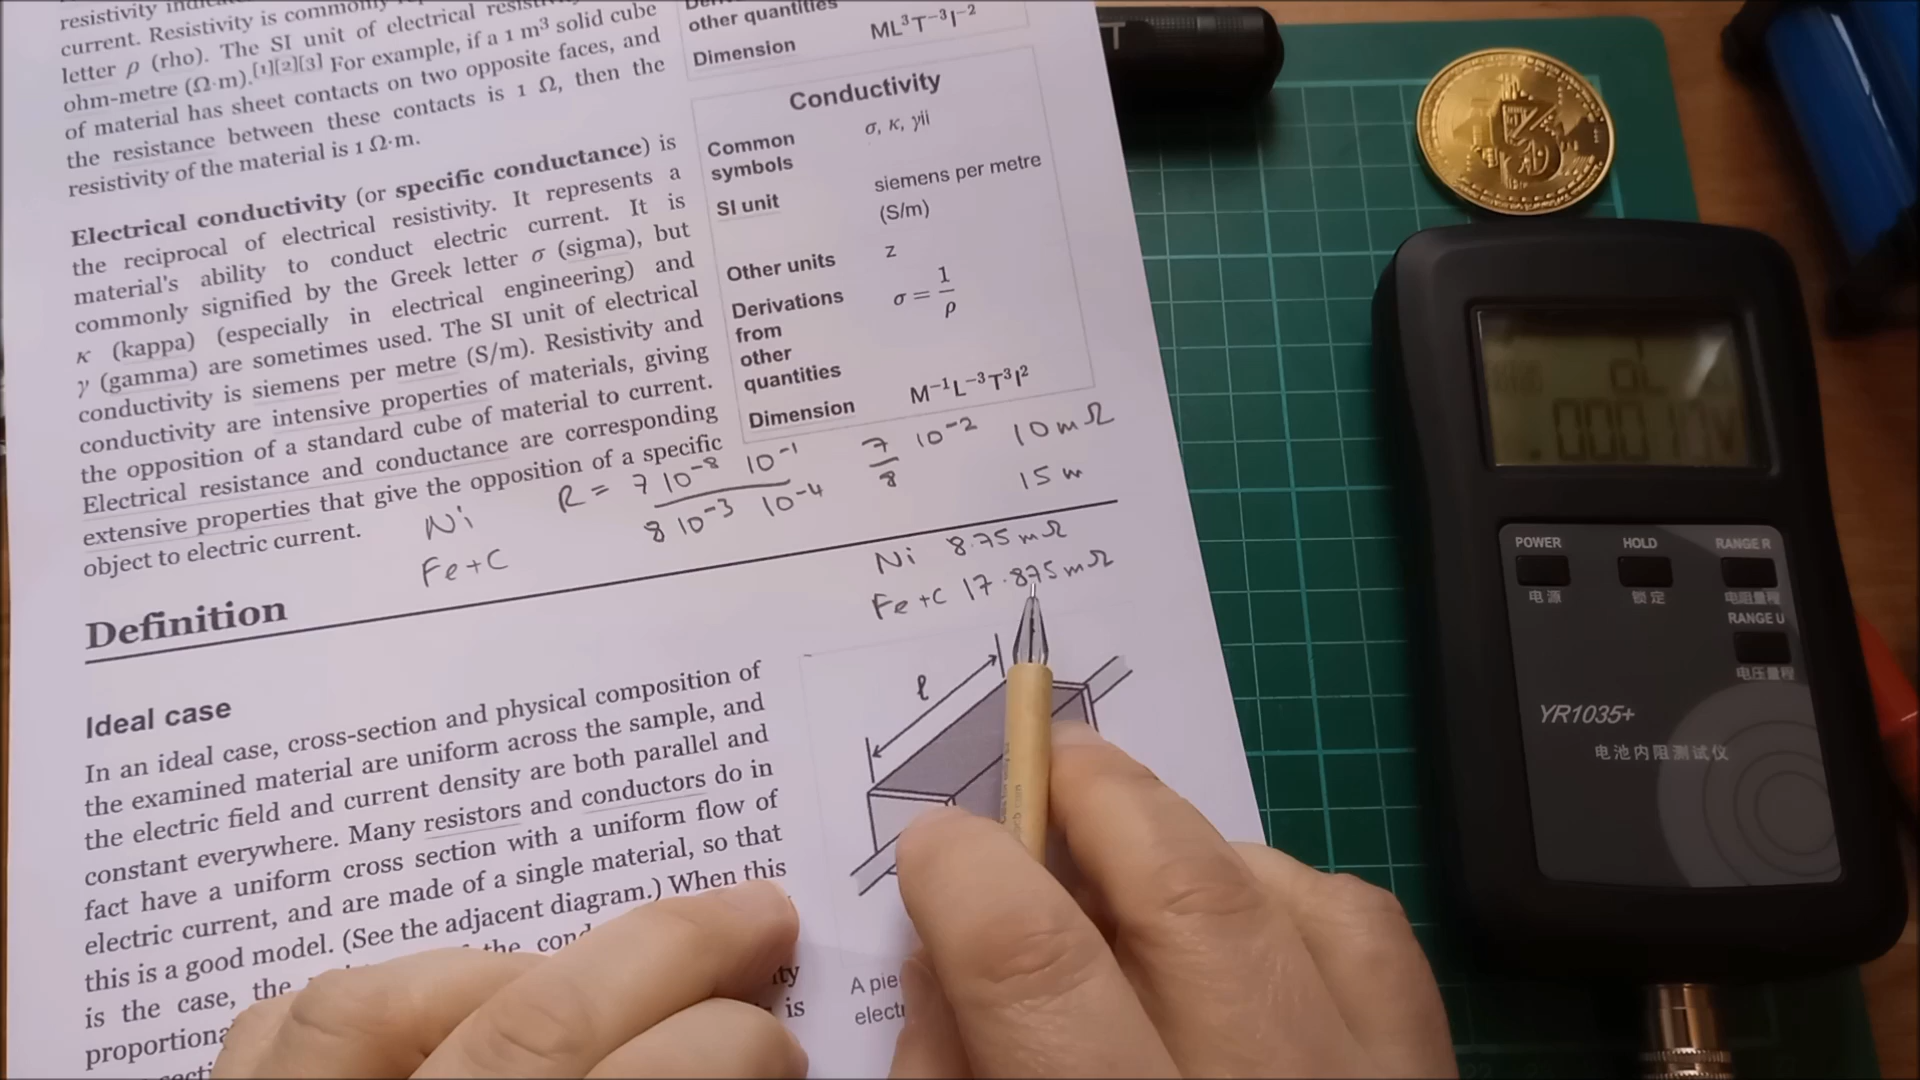 resistivity
current. Resistivity is commonly
letter ρ (rho). The SI unit of electrical
ohm-metre (Ω·m).[1][2][3] For example, if a 1 m³ solid cube
of material has sheet contacts on two opposite faces, and
the resistance between these contacts is 1 Ω, then the
resistivity of the material is 1 Ω·m.
Electrical conductivity (or specific conductance) is
the reciprocal of electrical resistivity. It represents a
material's ability to conduct electric current. It is
commonly signified by the Greek letter σ (sigma), but
κ (kappa) (especially in electrical engineering) and
γ (gamma) are sometimes used. The SI unit of electrical
conductivity is siemens per metre (S/m). Resistivity and
conductivity are intensive properties of materials, giving
the opposition of a standard cube of material to current.
Electrical resistance and conductance are corresponding
extensive properties that give the opposition of a specific
object to electric current.
other quantities
Dimension ML³T⁻³I⁻²
Conductivity
Common symbols σ, κ, γii
SI unit siemens per metre (S/m)
Other units z
Derivations from other quantities σ = 1/ρ
Dimension M⁻¹L⁻³T³I²
R = 7 10⁻⁸ 10⁻¹ / 8 10⁻³ 10⁻⁴
7/8 10⁻² 10 mΩ
15 m
Ni
Fe+C
Ni 8.75 mΩ
Fe+C 17.875 mΩ
Definition
Ideal case
In an ideal case, cross-section and physical composition of
the examined material are uniform across the sample, and
the electric field and current density are both parallel and
constant everywhere. Many resistors and conductors do in
fact have a uniform cross section with a uniform flow of
electric current, and are made of a single material, so that
this is a good model. (See the adjacent diagram.) When this
is the case, the
the
is
ℓ
A
T
OL
.00010V
POWER
电源
HOLD
锁定
RANGE R
电阻量程
RANGE U
电压量程
YR1035+
电池内阻测试仪